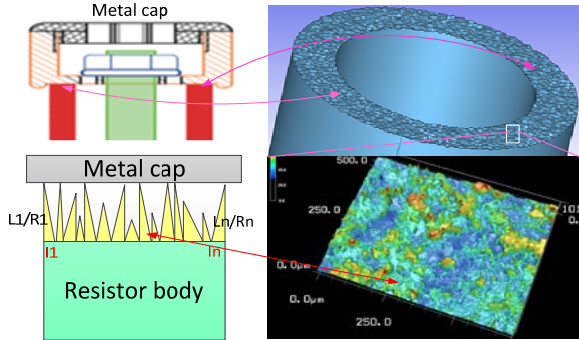 Metal cap
Metal cap
L1/R1
Ln/Rn
I1
In
Resistor body
500.0
250.0
0.0μm
0.0μm
250.0